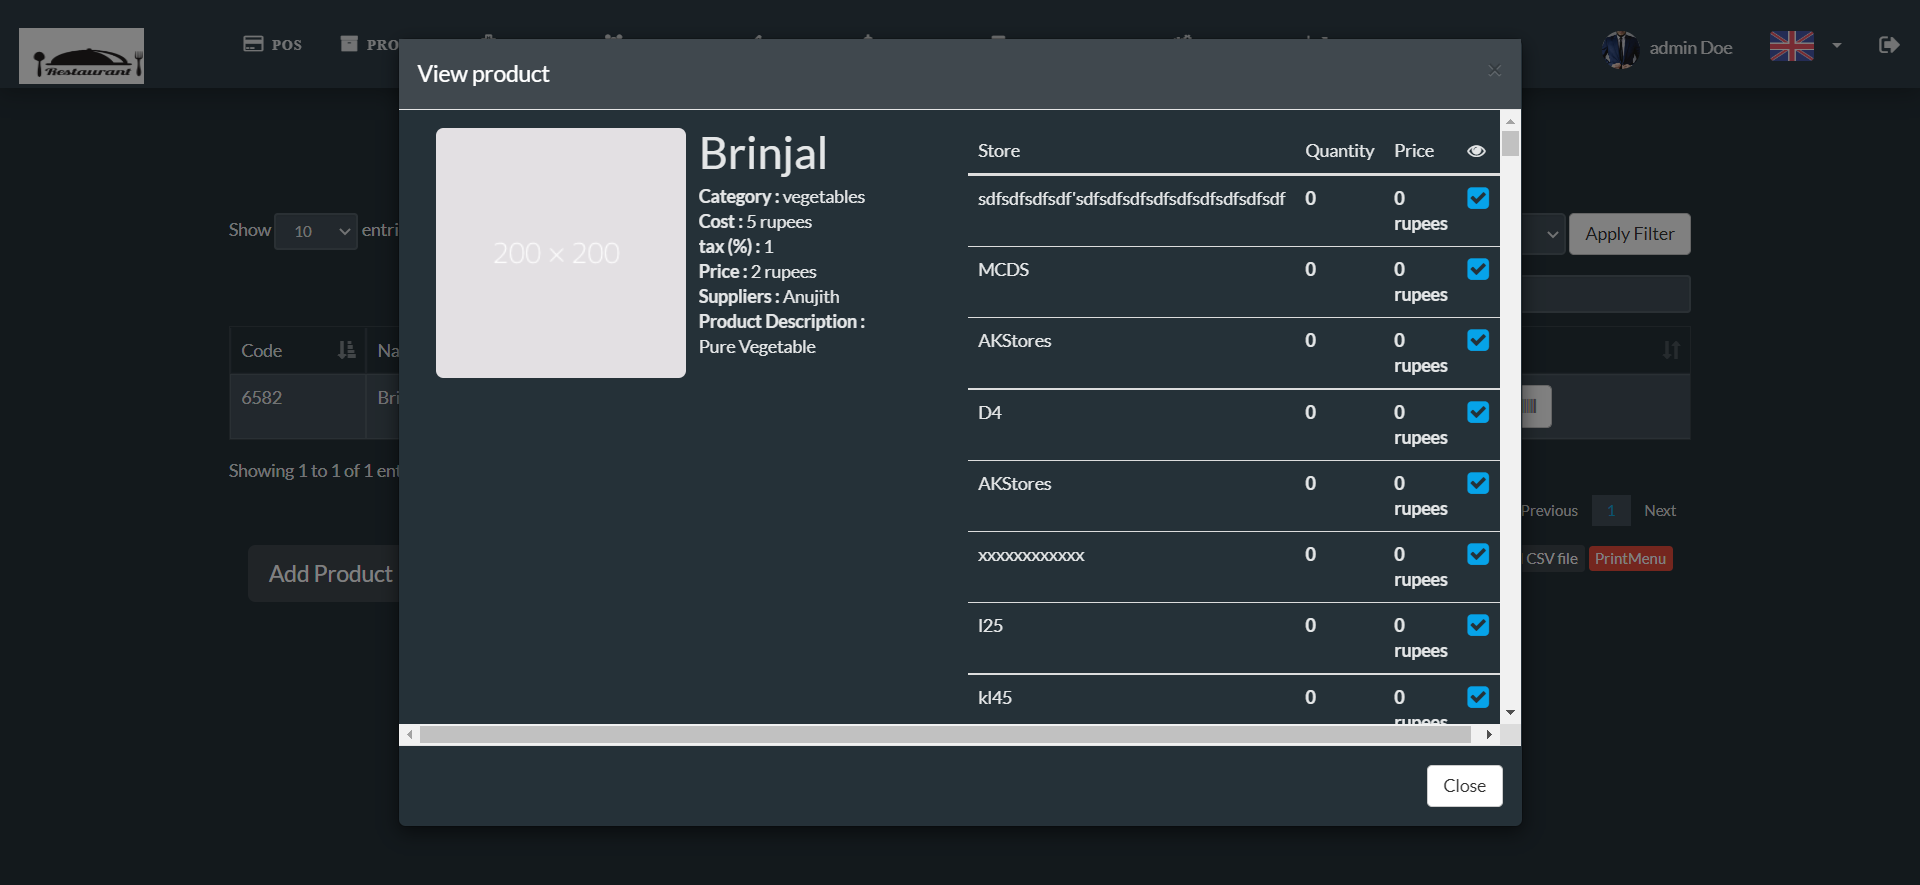 Restaurant
POS
PRO
admin Doe
View product
×
Show 10 entri
Apply Filter
Code
Na
6582
Bri
Showing 1 to 1 of 1 ent
Add Product
200 × 200
Brinjal
Category : vegetables
Cost : 5 rupees
tax (%) : 1
Price : 2 rupees
Suppliers : Anujith
Product Description :
Pure Vegetable
Store Quantity Price
sdfsdfsdfsdf'sdfsdfsdfsdfsdfsdfsdfsdfsdf 0 0
rupees
MCDS 0 0
rupees
AKStores 0 0
rupees
D4 0 0
rupees
AKStores 0 0
rupees
xxxxxxxxxxxx 0 0
rupees
l25 0 0
rupees
kl45 0 0
rupees
Previous 1 Next
CSV file PrintMenu
Close